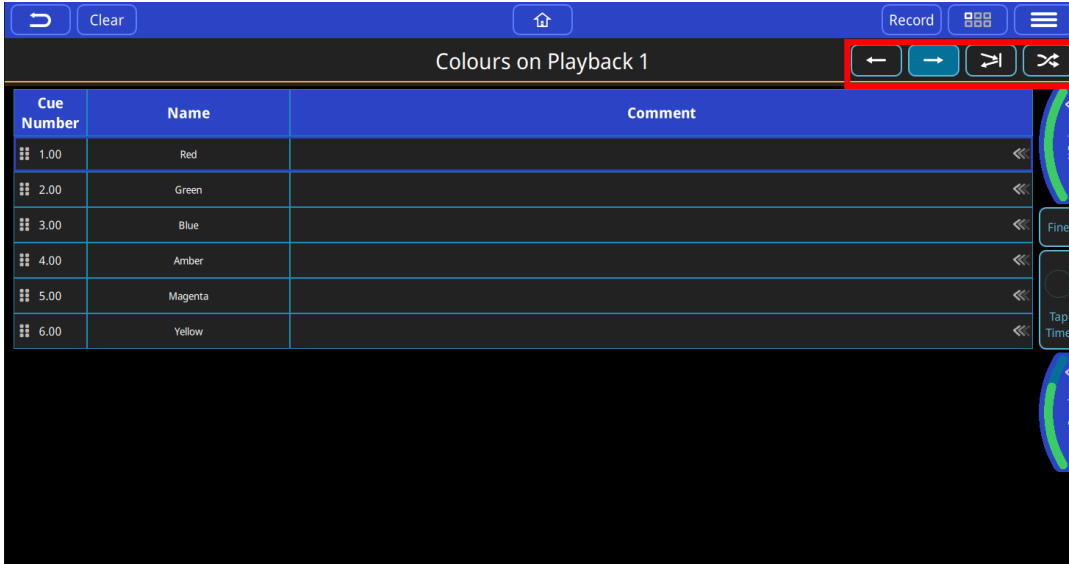 Clear
Record
Colours on Playback 1
Cue Number Name Comment
1.00 Red
2.00 Green
3.00 Blue
4.00 Amber
5.00 Magenta
6.00 Yellow
Fine
Tap
Time